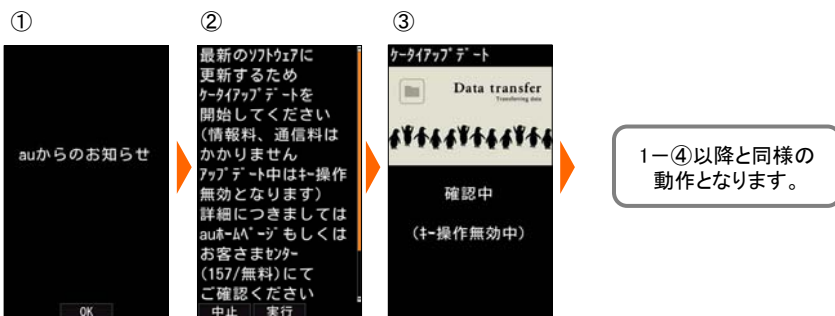 ①
auからのお知らせ
OK
②
最新のｿﾌﾄｳｪｱに
更新するため
ｹｰﾀｲｱｯﾌﾟﾃﾞｰﾄを
開始してください
(情報料、通信料は
かかりません
ｱｯﾌﾟﾃﾞｰﾄ中はｷｰ操作
無効となります)
詳細につきましては
auﾎｰﾑﾍﾟｰｼﾞもしくは
お客さまｾﾝﾀｰ
(157/無料)にて
ご確認ください
中止 実行
③
ｹｰﾀｲｱｯﾌﾟﾃﾞｰﾄ
Data transfer
Transferring data
確認中
(ｷｰ操作無効中)
1－④以降と同様の
動作となります。